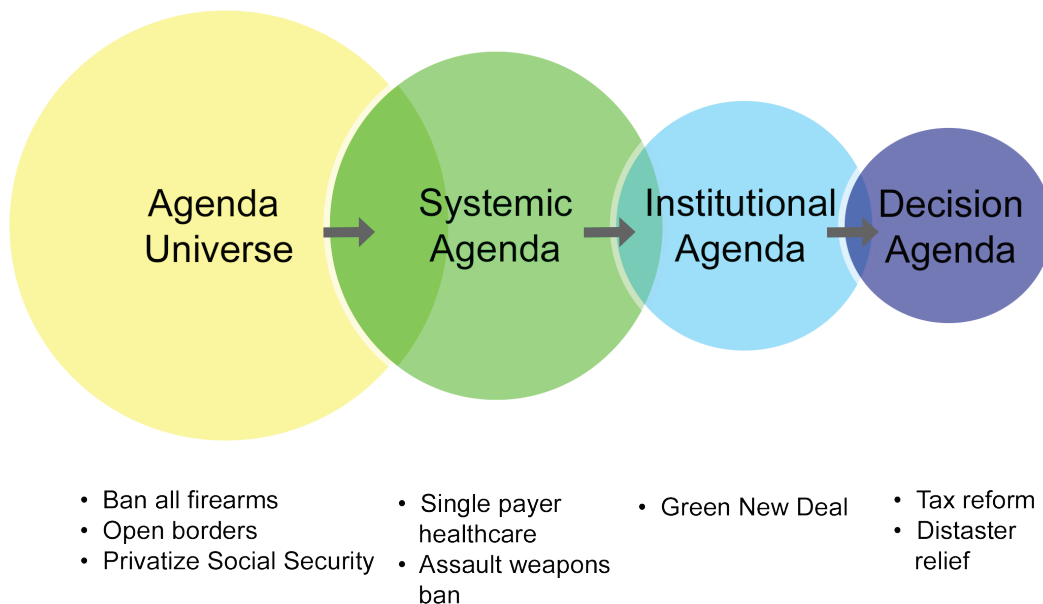 Agenda
Universe
Systemic
Agenda
Institutional
Agenda
Decision
Agenda
• Ban all firearms
• Open borders
• Privatize Social Security
• Single payer
healthcare
• Assault weapons
ban
• Green New Deal
• Tax reform
• Distaster
relief